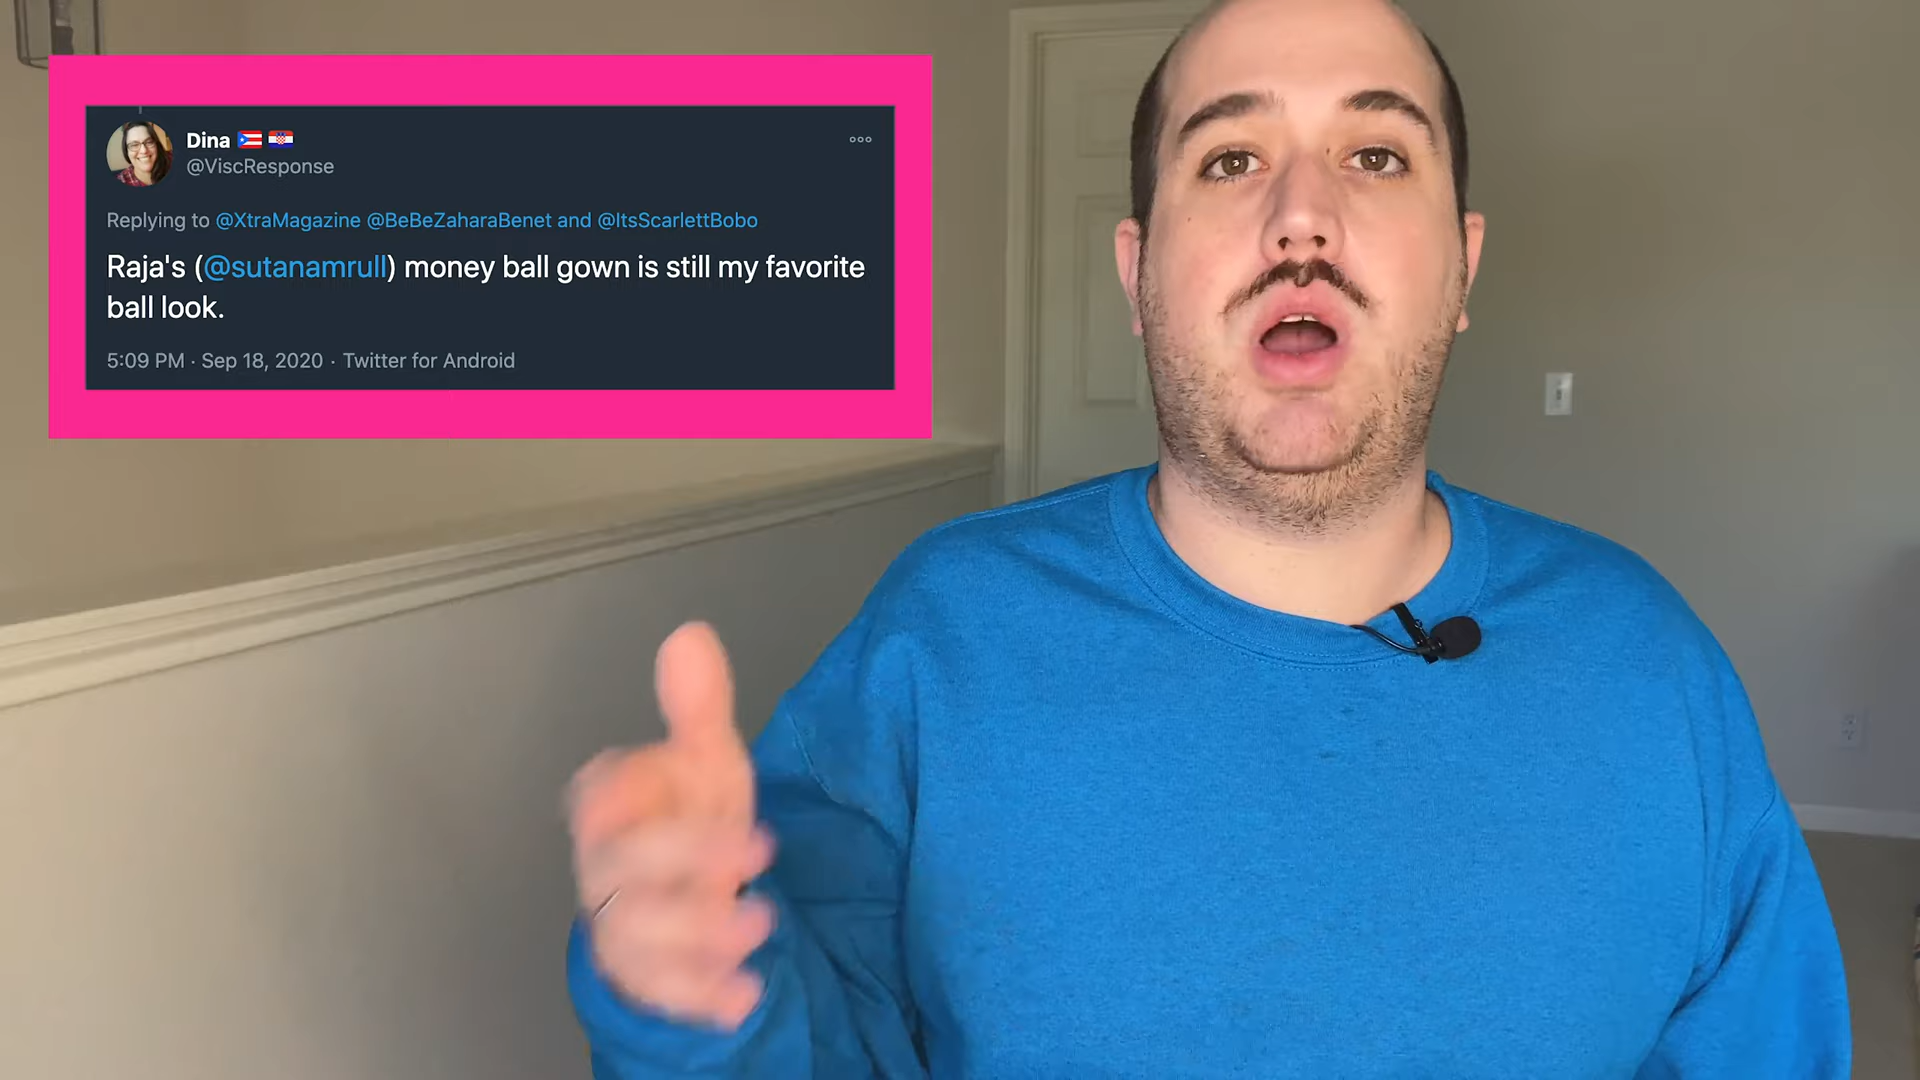 Dina 🇵🇷 🇭🇷
@ViscResponse
Replying to @XtraMagazine @BeBeZaharaBenet and @ItsScarlettBobo
Raja's (@sutanamrull) money ball gown is still my favorite
ball look.
5:09 PM · Sep 18, 2020 · Twitter for Android